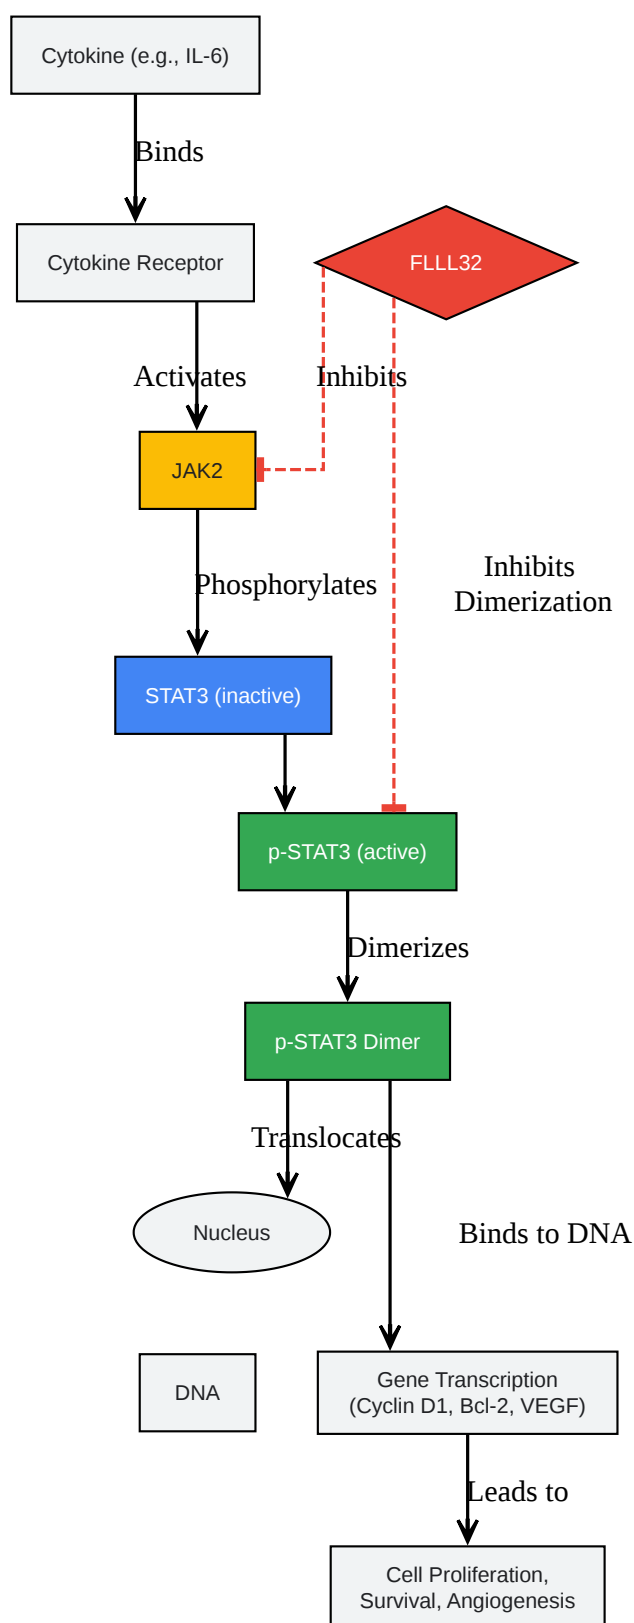 Cytokine (e.g., IL-6)
Binds
Cytokine Receptor
FLLL32
Activates
Inhibits
JAK2
Inhibits
Dimerization
Phosphorylates
STAT3 (inactive)
p-STAT3 (active)
Dimerizes
p-STAT3 Dimer
Translocates
Nucleus
Binds to DNA
DNA
Gene Transcription
(Cyclin D1, Bcl-2, VEGF)
Leads to
Cell Proliferation,
Survival, Angiogenesis